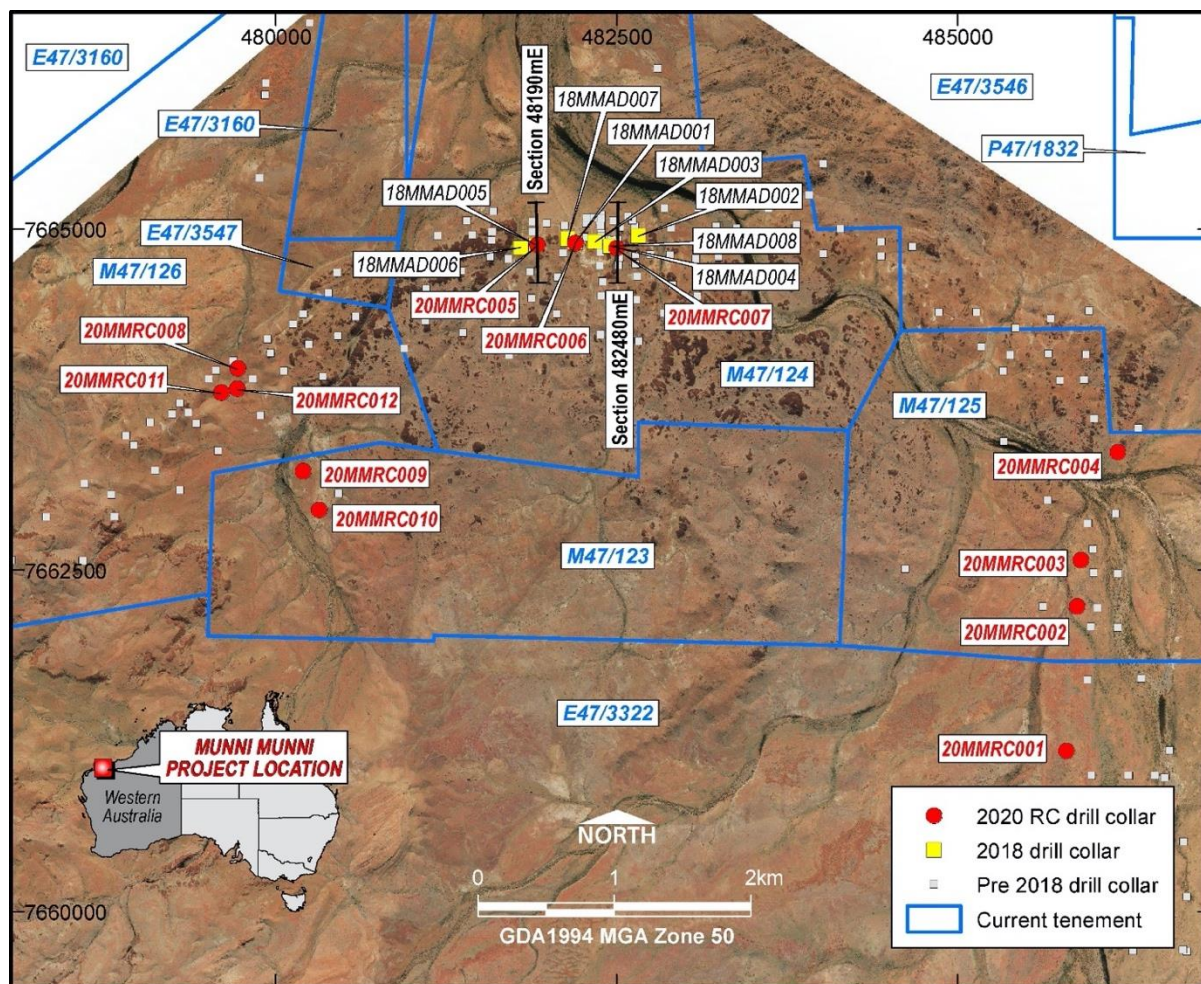 480000
482500
485000
E47/3160
E47/3546
18MMAD007
E47/3160
18MMAD001
P47/1832
18MMAD003
Section 48190mE
18MMAD005
18MMAD002
7665000
E47/3547
18MMAD006
18MMAD008
M47/126
18MMAD004
20MMRC005
20MMRC006
20MMRC007
20MMRC008
Section 482480mE
20MMRC011
20MMRC012
M47/124
M47/125
20MMRC004
20MMRC009
20MMRC010
M47/123
7662500
20MMRC003
20MMRC002
E47/3322
20MMRC001
MUNNI MUNNI
PROJECT LOCATION
Western
Australia
NORTH
0
1
2km
GDA1994 MGA Zone 50
2020 RC drill collar
2018 drill collar
Pre 2018 drill collar
Current tenement
7660000